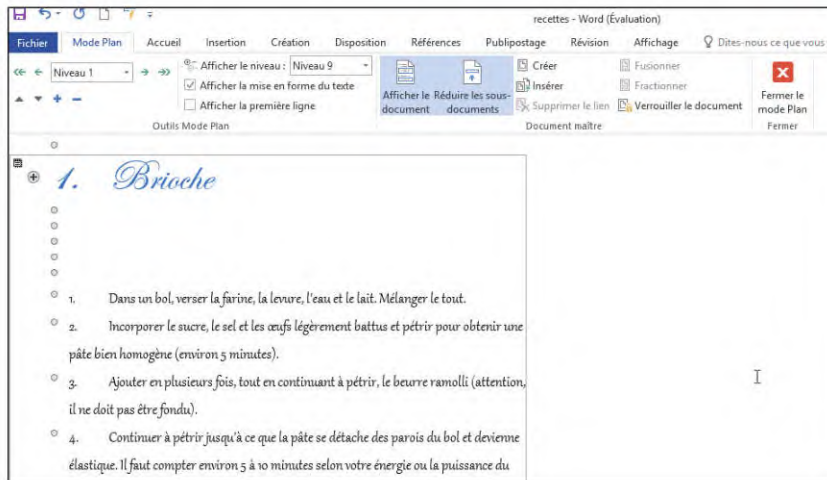 recettes - Word (Évaluation)
Fichier Mode Plan Accueil Insertion Création Disposition Références Publipostage Révision Affichage Dites-nous ce que vous
Niveau 1
Afficher le niveau : Niveau 9
Afficher la mise en forme du texte
Afficher la première ligne
Outils Mode Plan
Afficher le document
Réduire les sous-documents
Créer
Insérer
Supprimer le lien
Fusionner
Fractionner
Verrouiller le document
Document maître
Fermer le mode Plan
Fermer
1. Brioche
1. Dans un bol, verser la farine, la levure, l'eau et le lait. Mélanger le tout.
2. Incorporer le sucre, le sel et les œufs légèrement battus et pétrir pour obtenir une
pâte bien homogène (environ 5 minutes).
3. Ajouter en plusieurs fois, tout en continuant à pétrir, le beurre ramolli (attention,
il ne doit pas être fondu).
4. Continuer à pétrir jusqu'à ce que la pâte se détache des parois du bol et devienne
élastique. Il faut compter environ 5 à 10 minutes selon votre énergie ou la puissance du